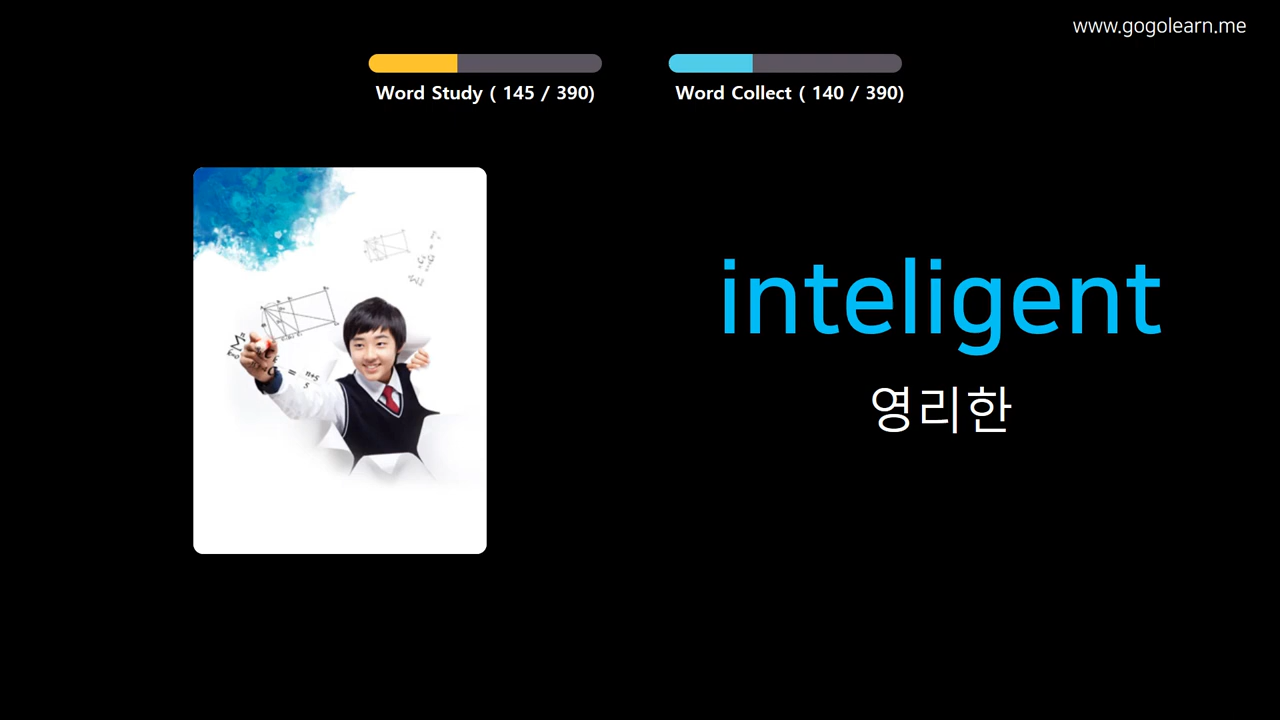 www.gogolearn.me
Word Study ( 145 / 390)
Word Collect ( 140 / 390)
inteligent
영리한